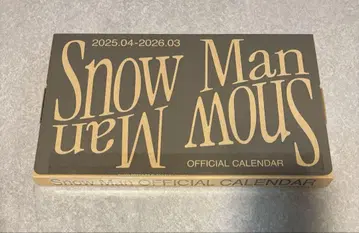 2025.04-2026.03
Snow Man
Snow Man
OFFICIAL CALENDAR
Snow Man OFFICIAL CALENDAR